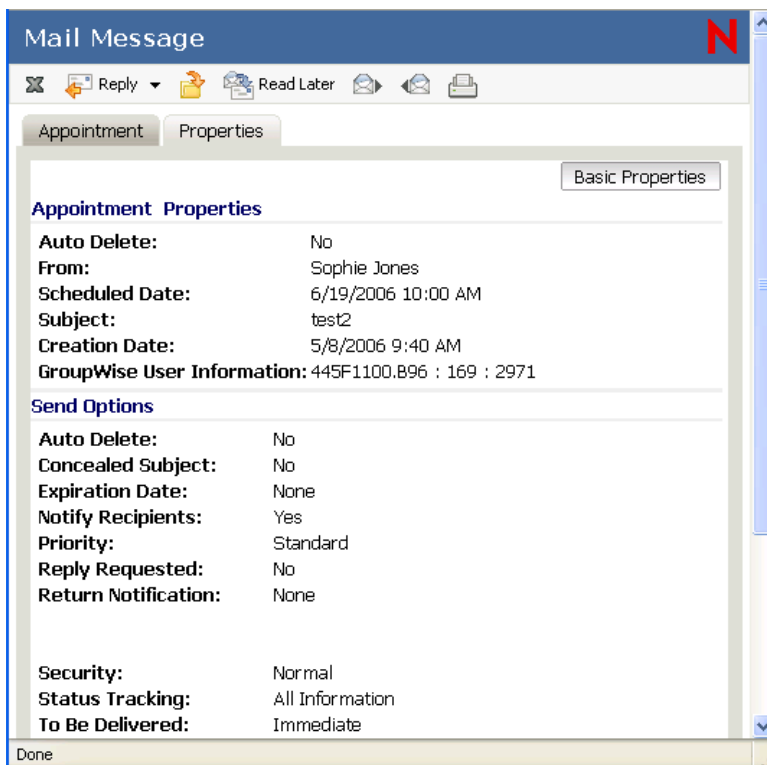 Mail Message
N
Reply
Read Later
Appointment Properties
Basic Properties
Appointment Properties
Auto Delete: No
From: Sophie Jones
Scheduled Date: 6/19/2006 10:00 AM
Subject: test2
Creation Date: 5/8/2006 9:40 AM
GroupWise User Information: 445F1100.B96 : 169 : 2971
Send Options
Auto Delete: No
Concealed Subject: No
Expiration Date: None
Notify Recipients: Yes
Priority: Standard
Reply Requested: No
Return Notification: None
Security: Normal
Status Tracking: All Information
To Be Delivered: Immediate
Done